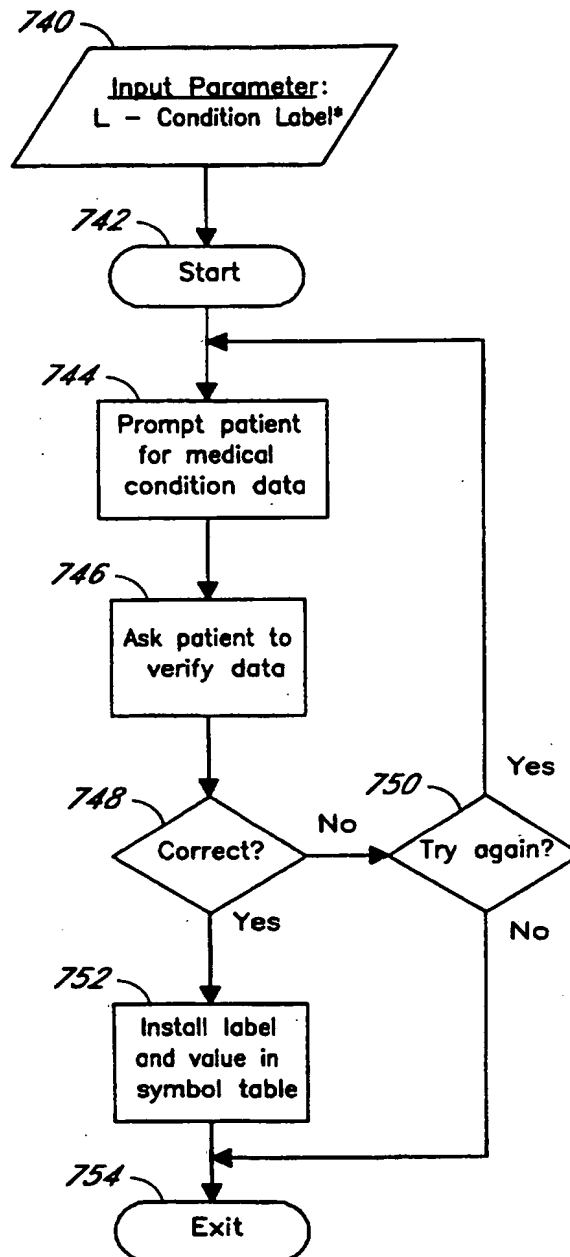 740
Input Parameter:
L - Condition Label*
742
Start
744
Prompt patient
for medical
condition data
746
Ask patient to
verify data
748
Correct?
No
750
Try again?
Yes
Yes
No
752
Install label
and value in
symbol table
754
Exit